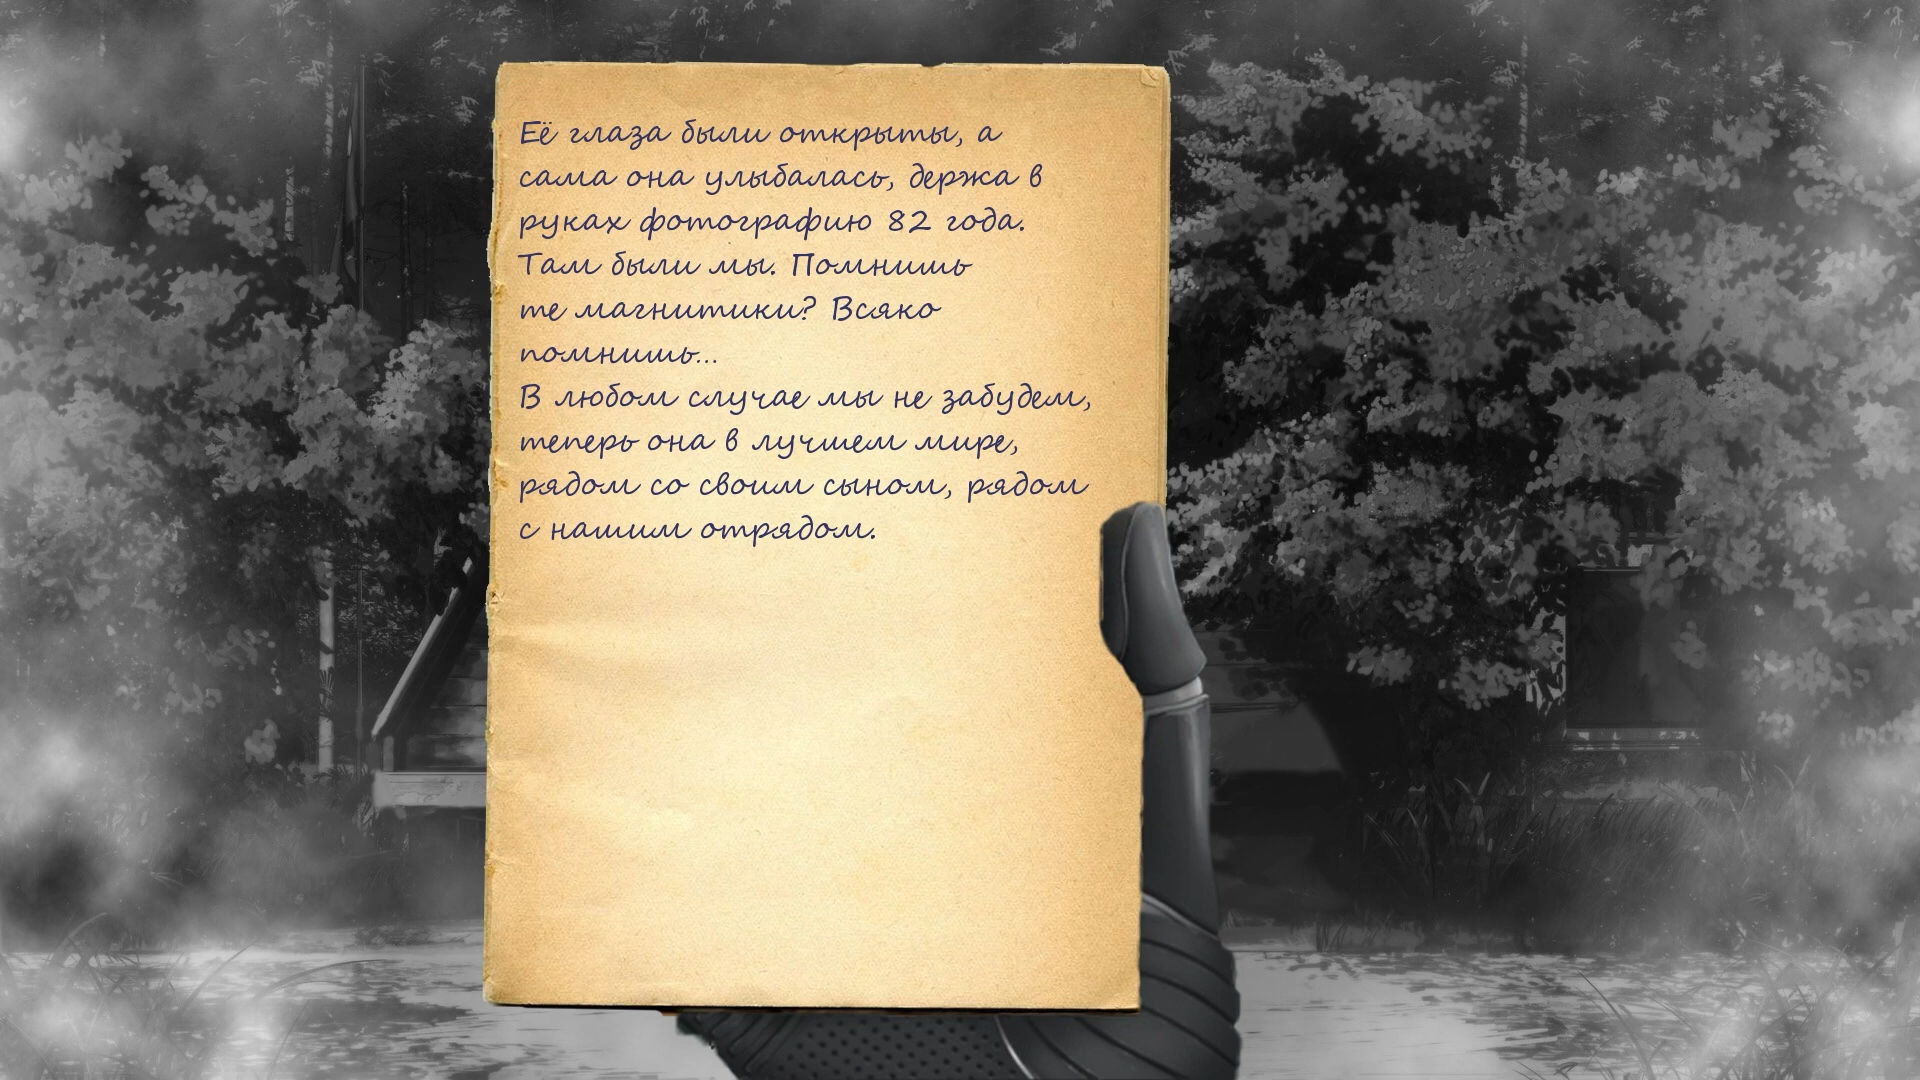 Её глаза были открыты, а
сама она улыбалась, держа в
руках фотографию 82 года.
Там были мы. Помнишь
те магнитики? Всяко
помнишь...
В любом случае мы не забудем,
теперь она в лучшем мире,
рядом со своим сыном, рядом
с нашим отрядом.